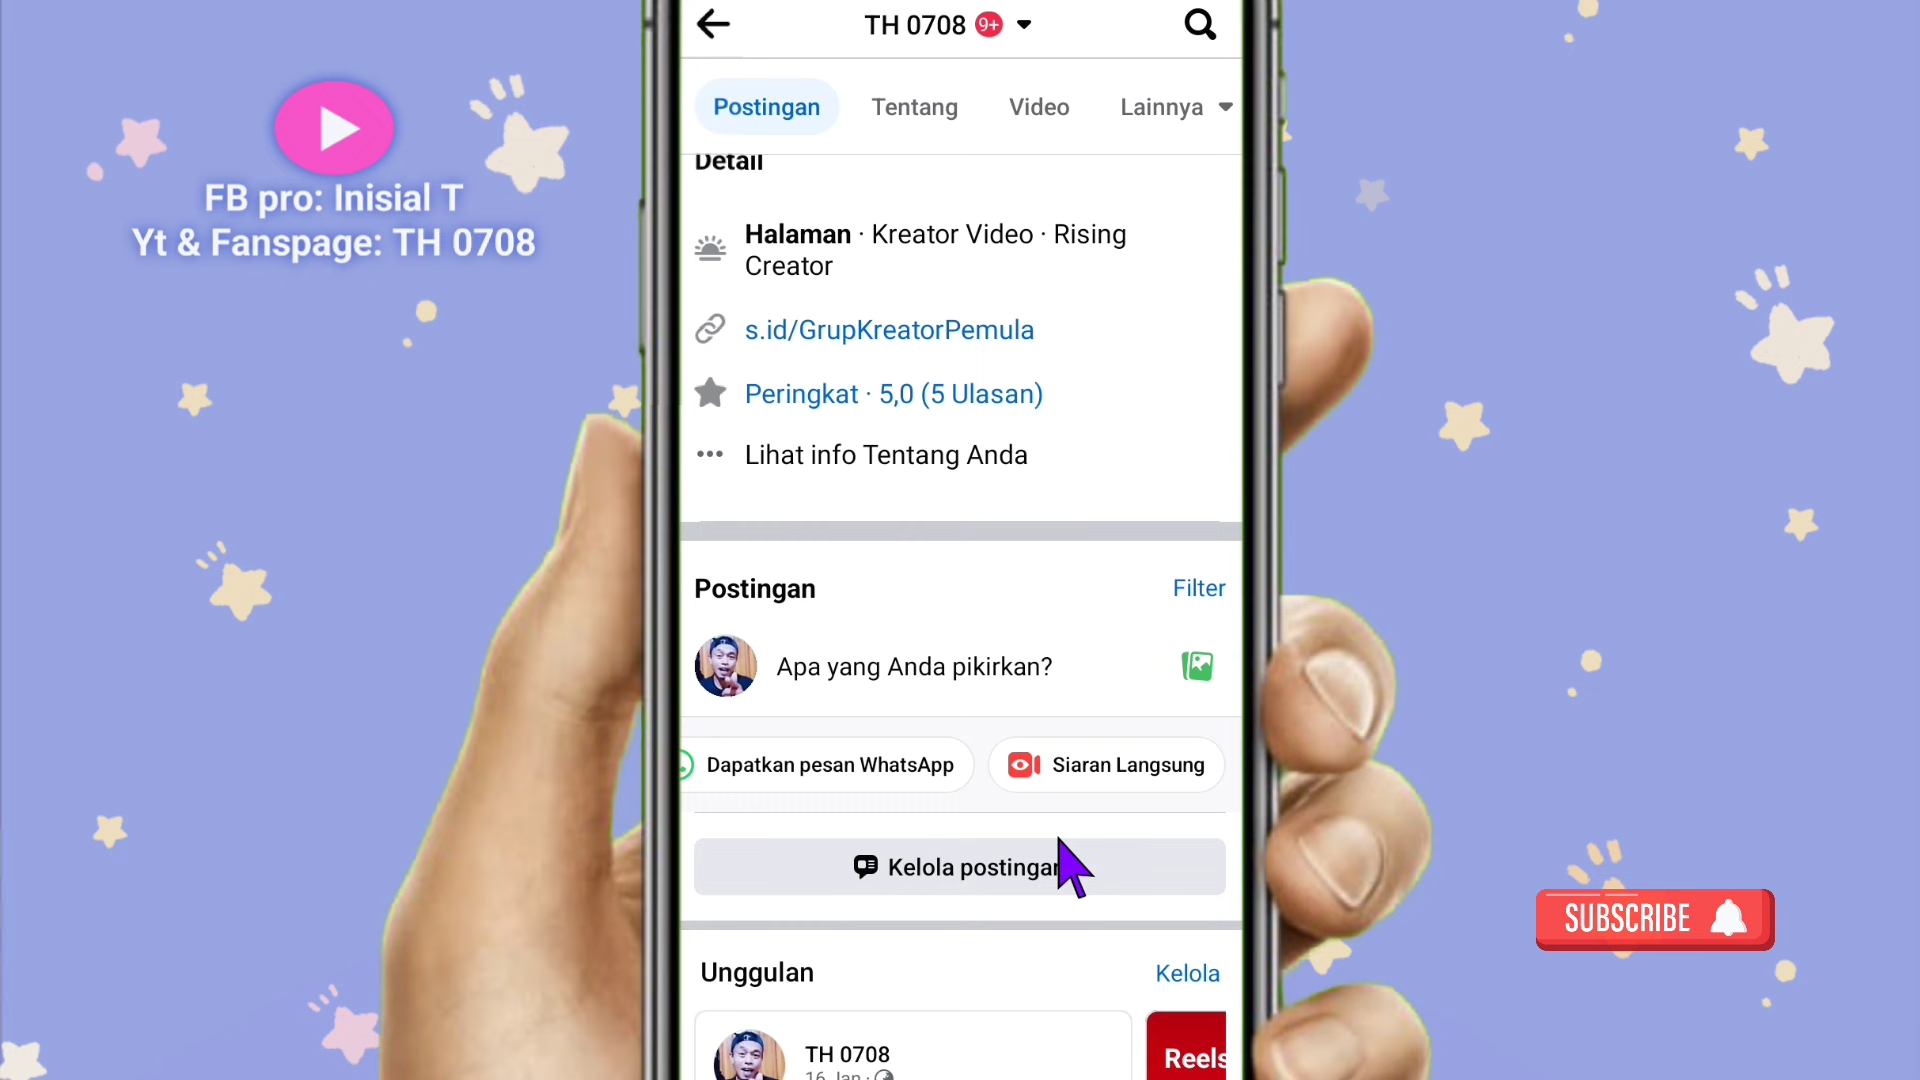 TH 0708 9+
Postingan Tentang Video Lainnya
Detail
FB pro: Inisial T
Yt & Fanspage: TH 0708
Halaman · Kreator Video · Rising
Creator
s.id/GrupKreatorPemula
Peringkat · 5,0 (5 Ulasan)
Lihat info Tentang Anda
Postingan Filter
Apa yang Anda pikirkan?
Dapatkan pesan WhatsApp Siaran Langsung
Kelola postingan
SUBSCRIBE
Unggulan Kelola
TH 0708
16 Jan ·
Reels